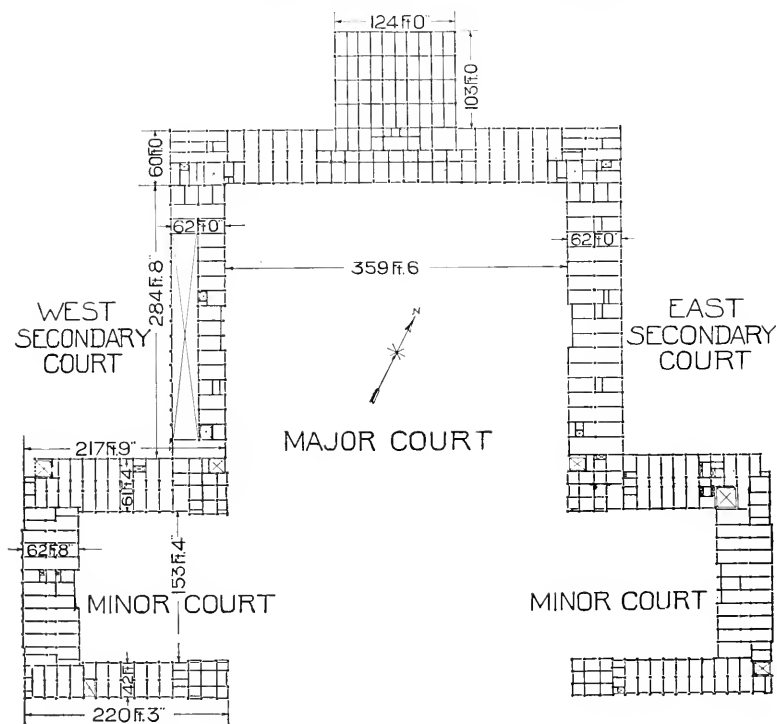 124 ft 0"
103 ft 0
60 ft 0
62 ft 0"
62 ft 0"
359 ft. 6
284 ft. 8"
N
WEST
SECONDARY
COURT
EAST
SECONDARY
COURT
MAJOR COURT
217 ft. 9"
61 ft. 4"
62 ft. 8"
153 ft. 4"
MINOR COURT
MINOR COURT
42 ft.
220 ft. 3"